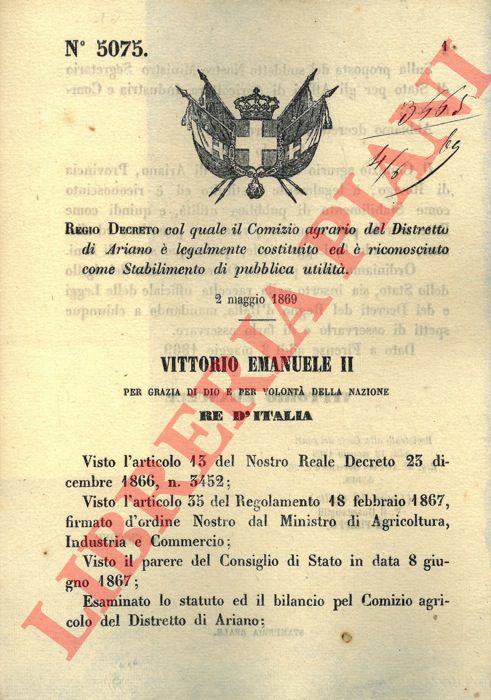 N° 5075.
1
3465
4/6
REGIO DECRETO col quale il Comizio agrario del Distretto
di Ariano è legalmente costituito ed è riconosciuto
come Stabilimento di pubblica utilità.
2 maggio 1869
VITTORIO EMANUELE II
PER GRAZIA DI DIO E PER VOLONTÀ DELLA NAZIONE
RE D'ITALIA
Visto l'articolo 13 del Nostro Reale Decreto 23 di-
cembre 1866, n. 3452;
Visto l'articolo 35 del Regolamento 18 febbraio 1867,
firmato d'ordine Nostro dal Ministro di Agricoltura,
Industria e Commercio;
Visto il parere del Consiglio di Stato in data 8 giu-
gno 1867;
Esaminato lo statuto ed il bilancio pel Comizio agri-
colo del Distretto di Ariano;
LIBRERIA PIANI